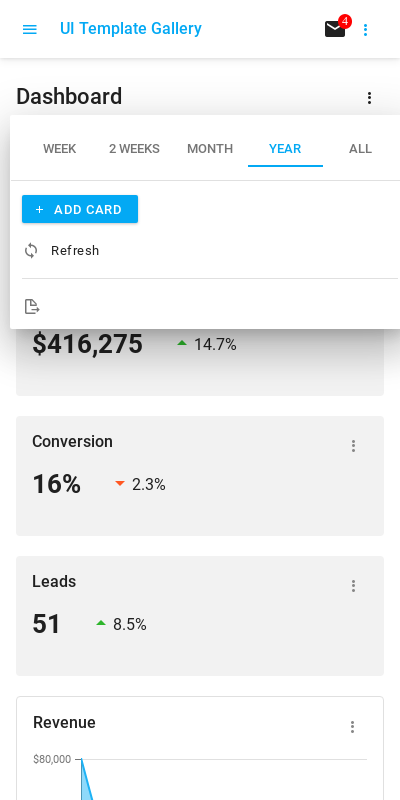 UI Template Gallery
4
Dashboard
WEEK 2 WEEKS MONTH YEAR ALL
+ ADD CARD
Refresh
$416,275 14.7%
Conversion
16% 2.3%
Leads
51 8.5%
Revenue
$80,000